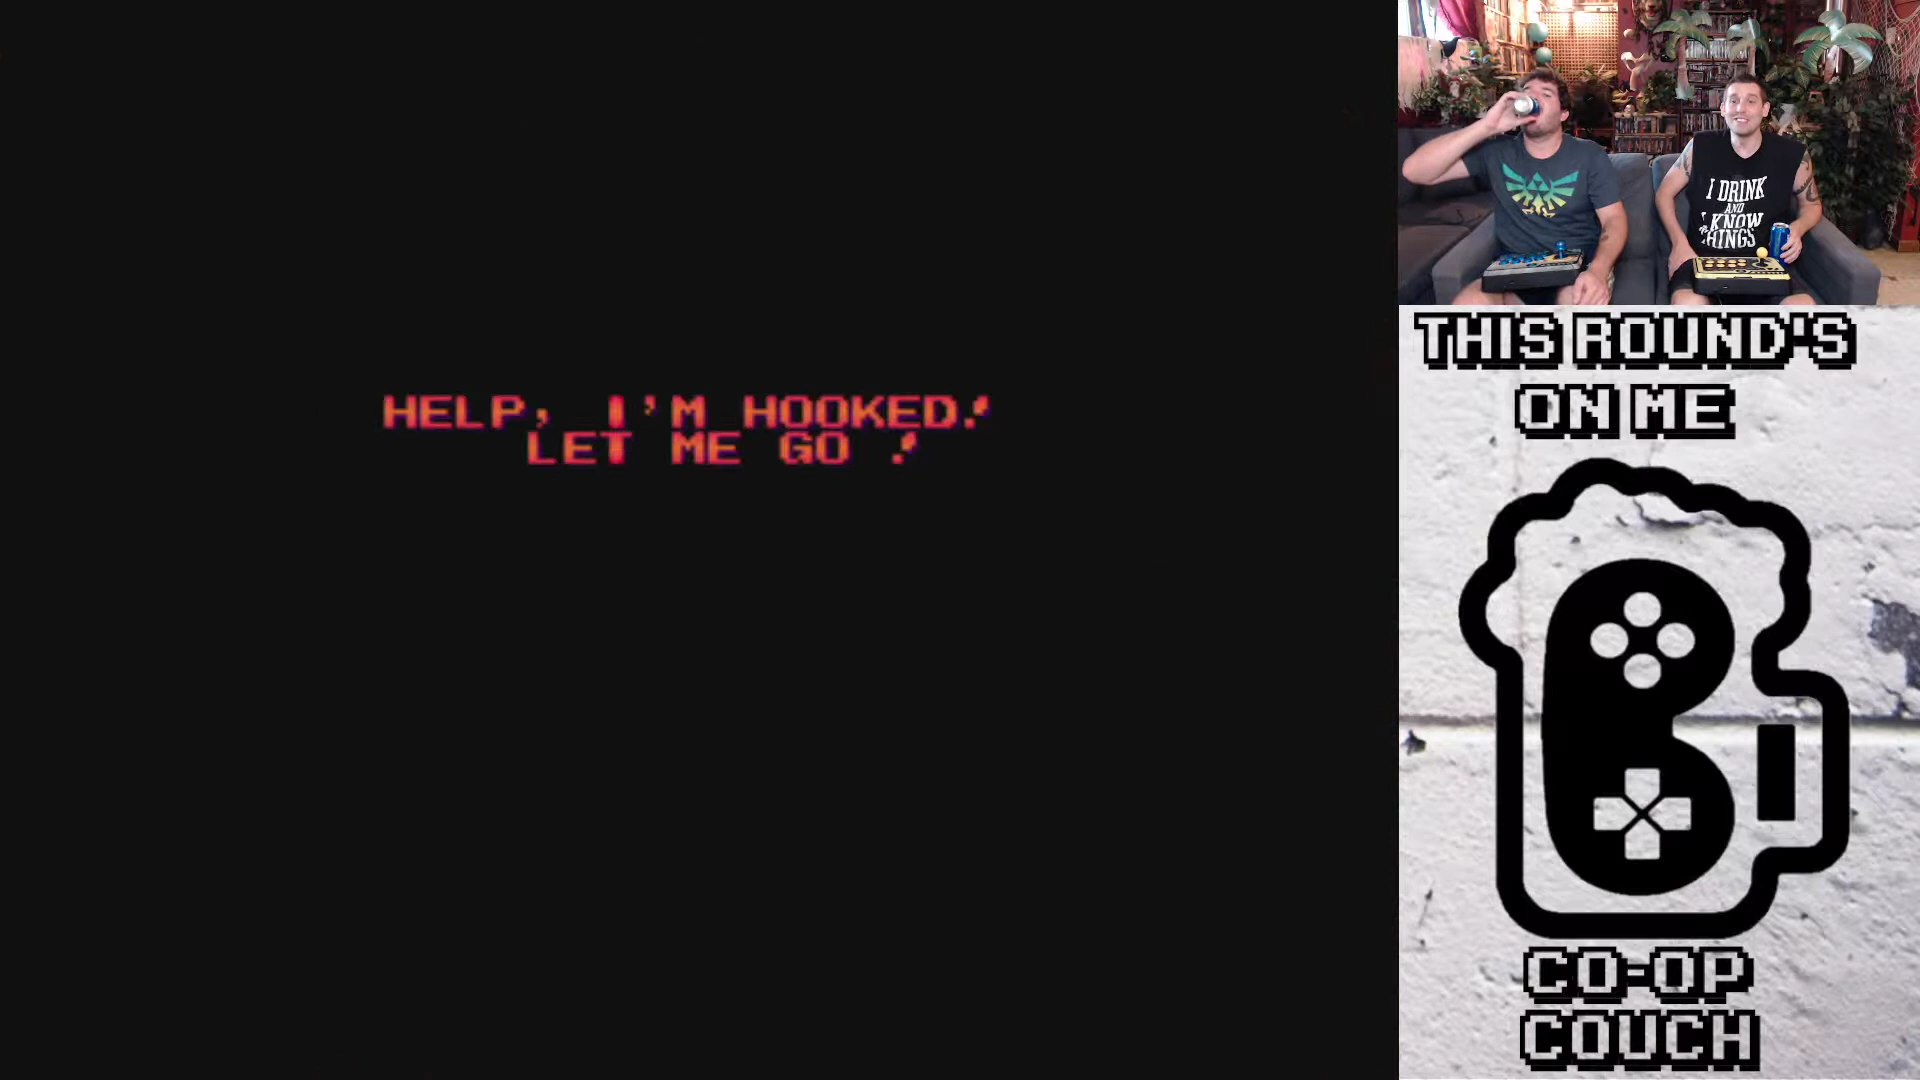 HELP, I'M HOOKED!
LET ME GO !
I DRINK
AND
I KNOW
THINGS
THIS ROUND'S
ON ME
CO-OP
COUCH